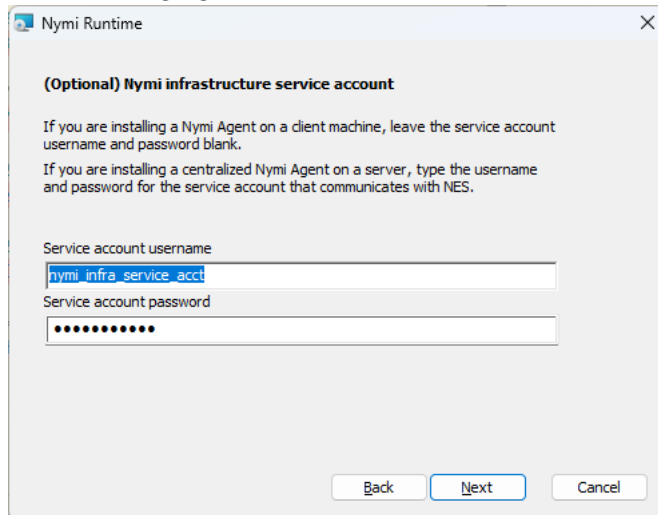 Nymi Runtime
(Optional) Nymi infrastructure service account
If you are installing a Nymi Agent on a client machine, leave the service account
username and password blank.
If you are installing a centralized Nymi Agent on a server, type the username
and password for the service account that communicates with NES.
Service account username
nymi_infra_service_acct
Service account password
●●●●●●●●●●●
Back Next Cancel